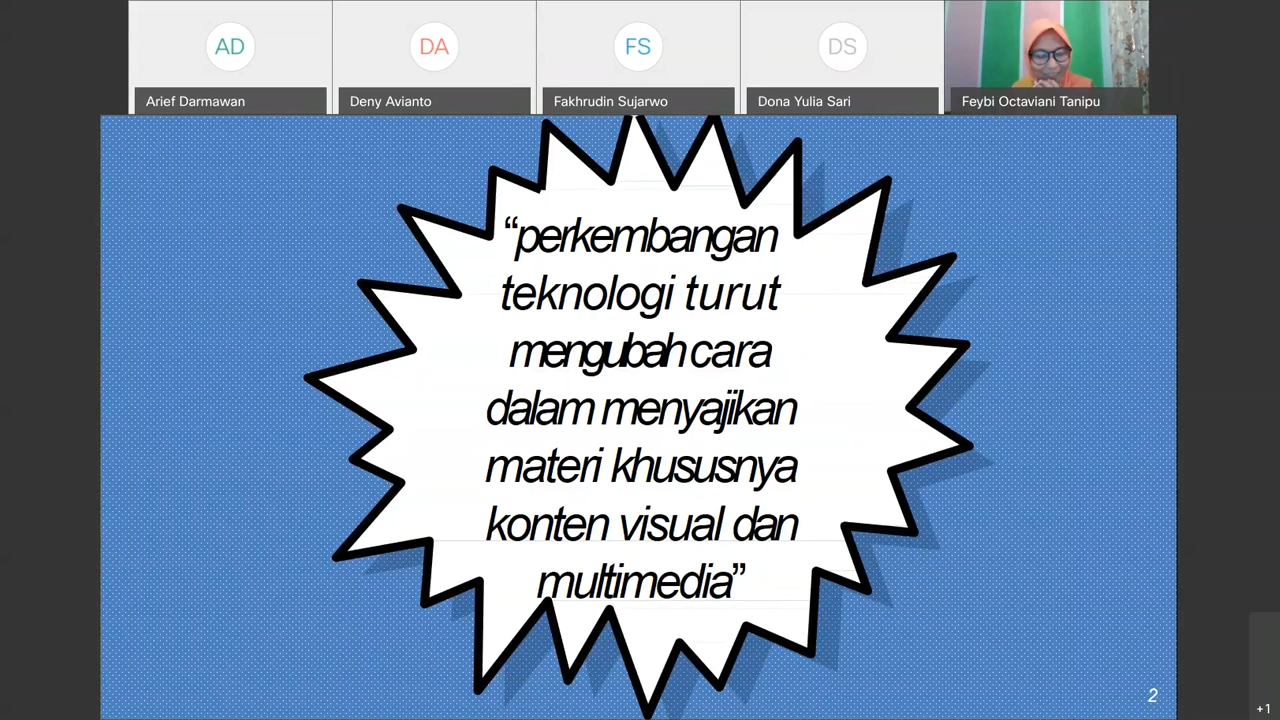 AD
DA
FS
DS
Arief Darmawan
Deny Avianto
Fakhrudin Sujarwo
Dona Yulia Sari
Feybi Octaviani Tanipu
“perkembangan
teknologi turut
mengubah cara
dalam menyajikan
materi khususnya
konten visual dan
multimedia”
2
+1